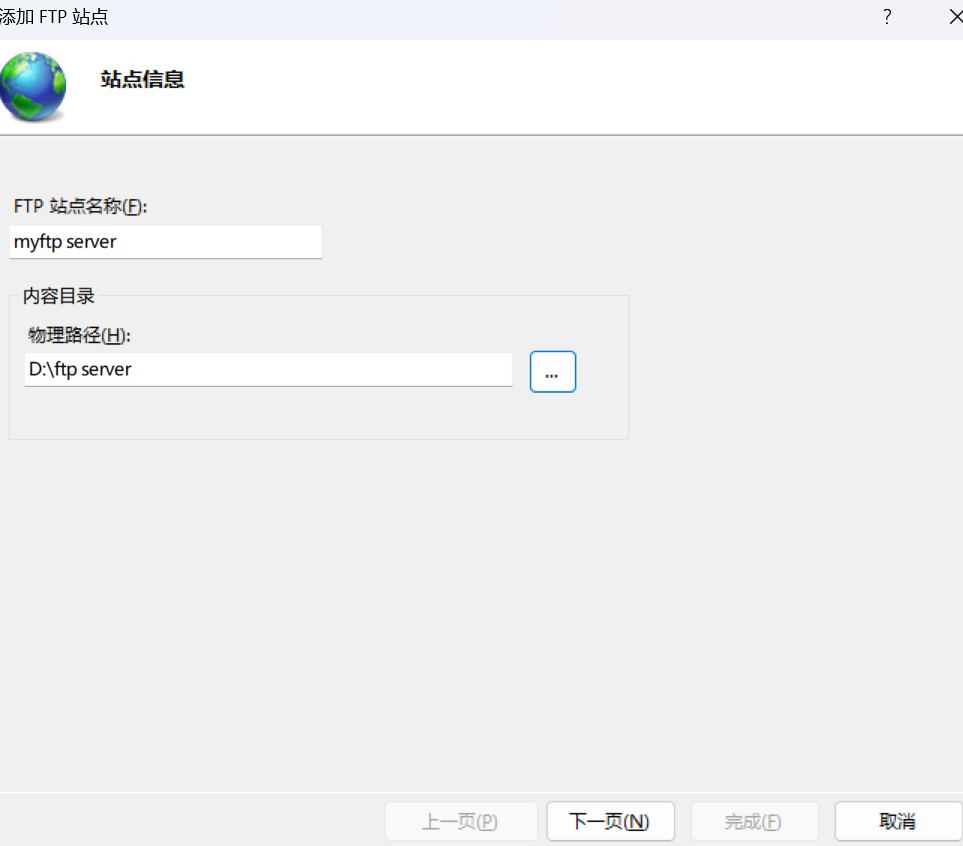 添加 FTP 站点 ?
站点信息
FTP 站点名称(F):
myftp server
内容目录
物理路径(H):
D:\ftp server
...
上一页(P) 下一页(N) 完成(F) 取消